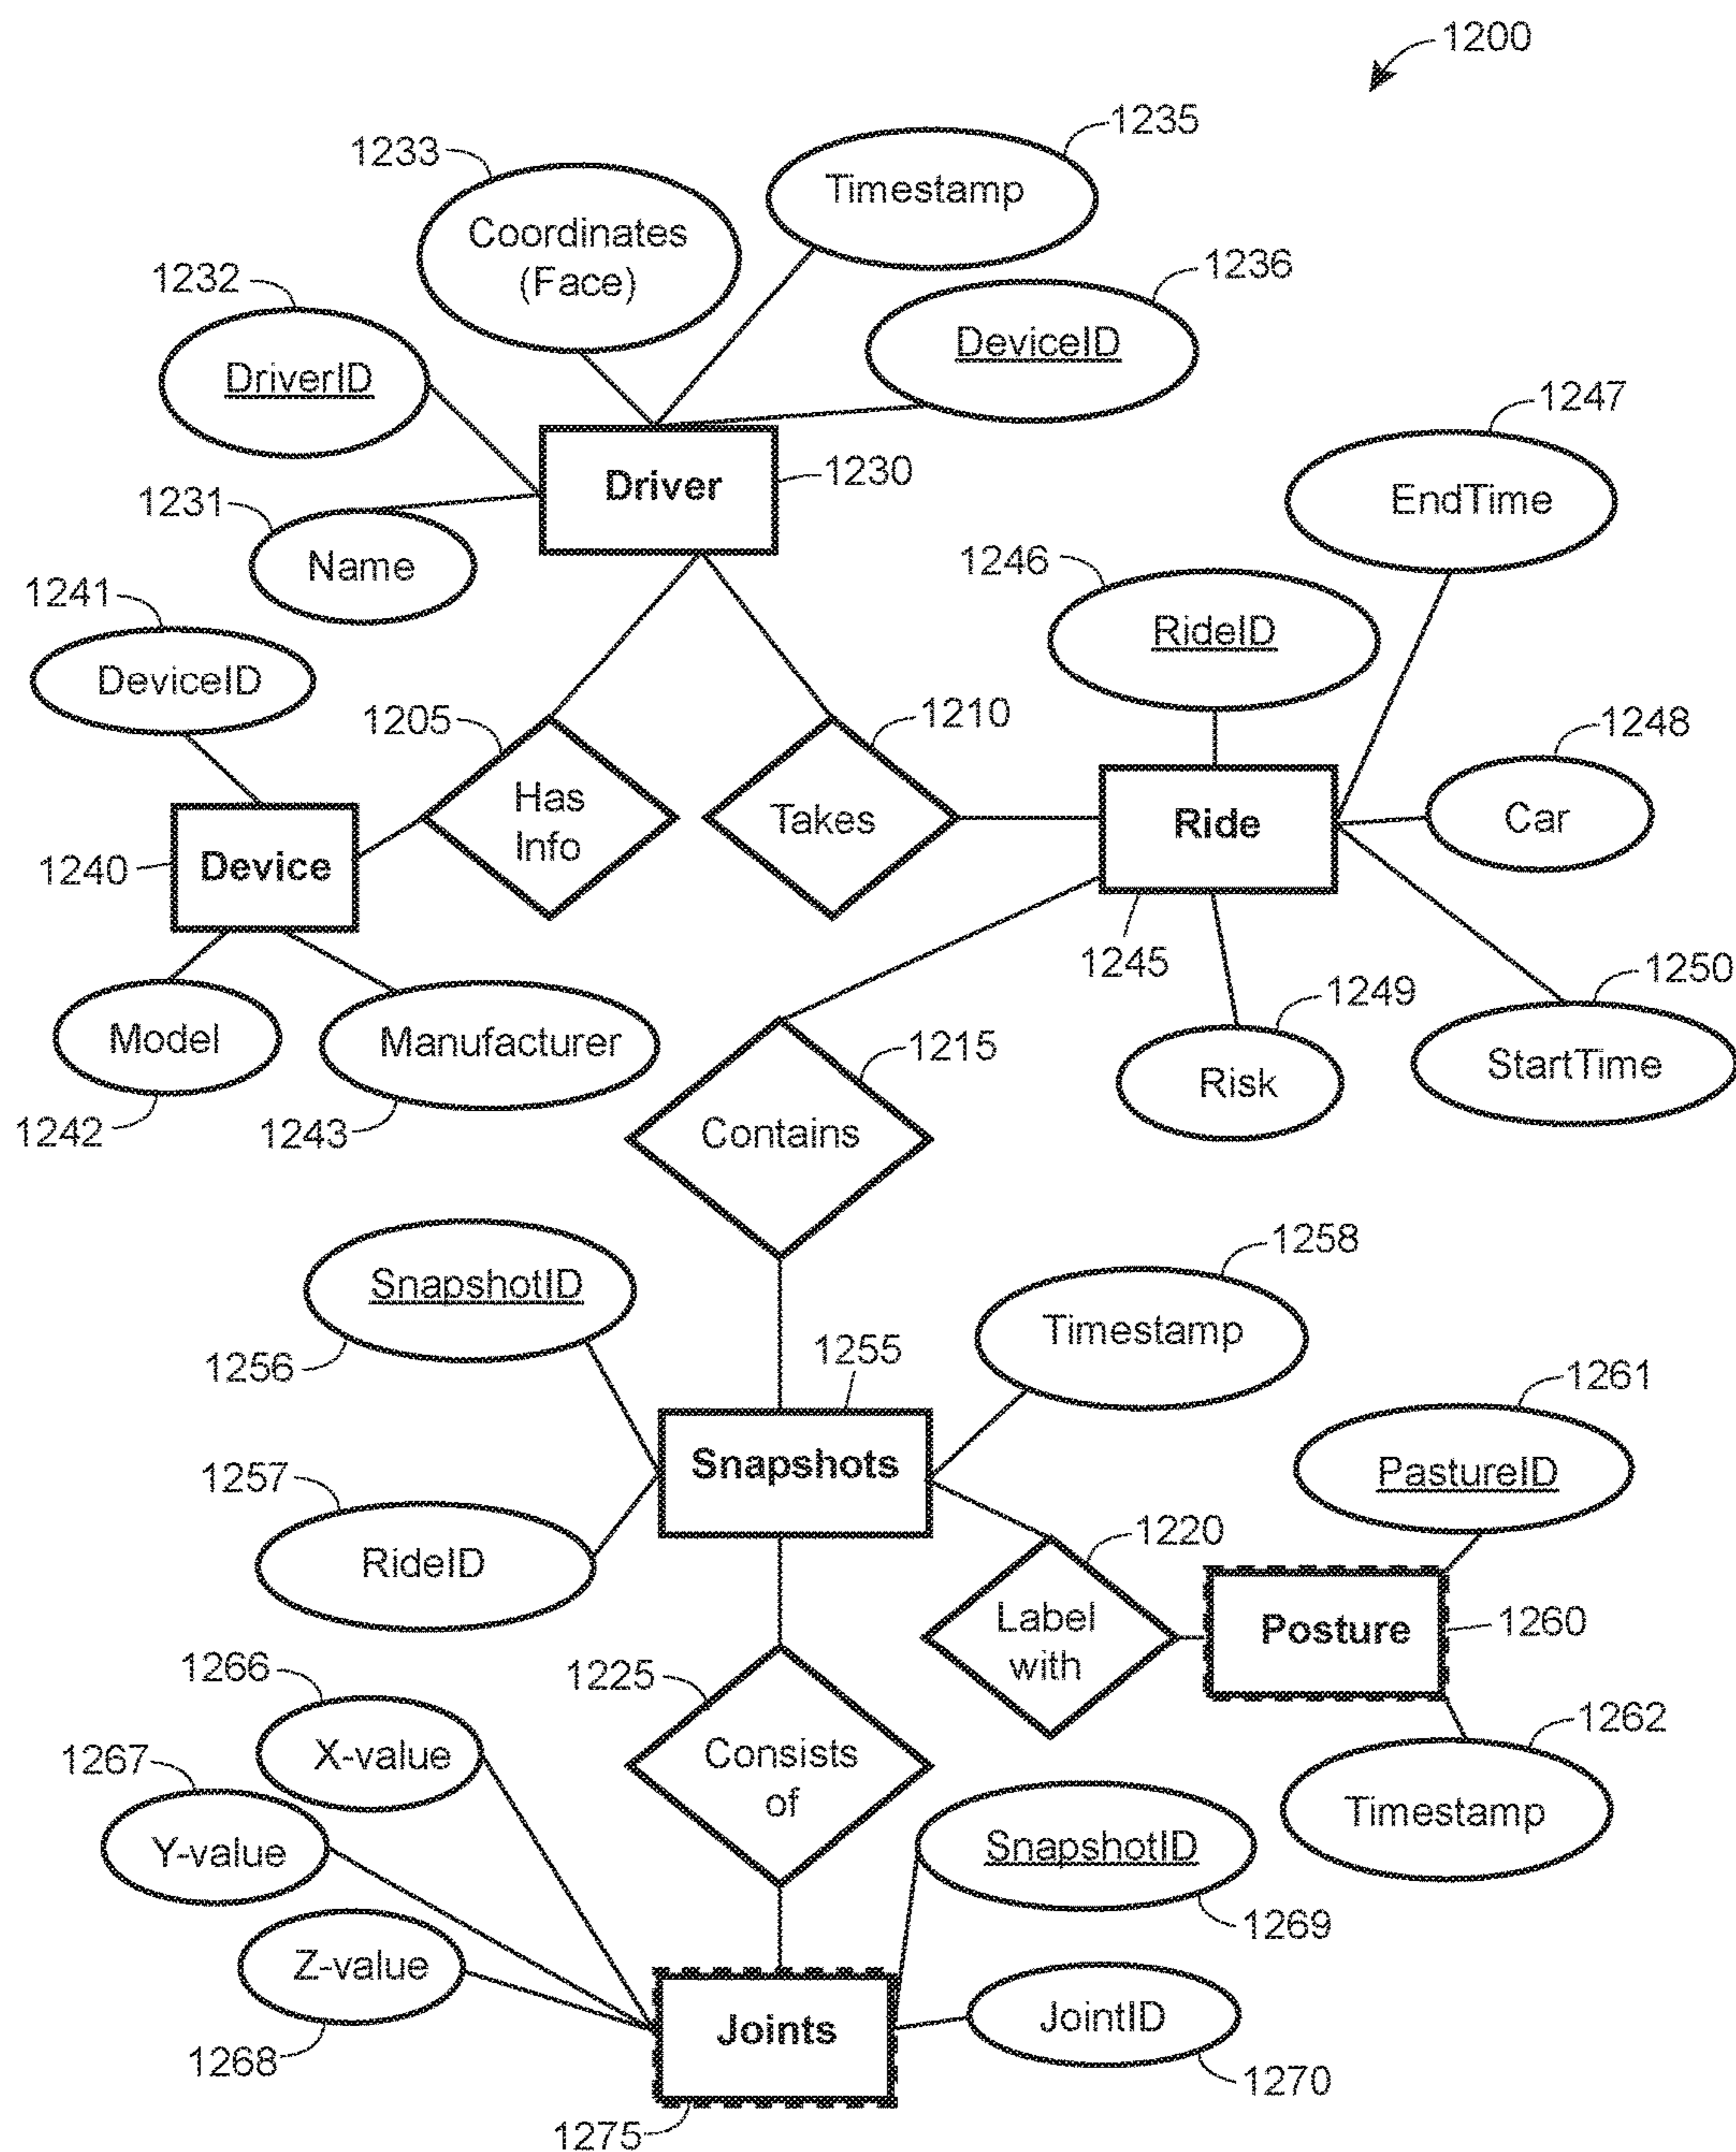 1200
1235
1233
Timestamp
Coordinates
(Face)
1236
1232
DeviceID
DriverID
1247
1230
Driver
EndTime
1231
1246
Name
1241
RideID
DeviceID
1205
1210
1248
Has
Info
Takes
Ride
Car
1240
Device
1245
1250
1249
Model
Manufacturer
1215
StartTime
Risk
1242
1243
Contains
1258
SnapshotID
Timestamp
1256
1255
1261
Snapshots
PastureID
1257
1220
RideID
Label
with
Posture
1260
1266
1225
1262
X-value
Consists
of
1267
Timestamp
Y-value
SnapshotID
1269
Z-value
Joints
JointID
1268
1270
1275